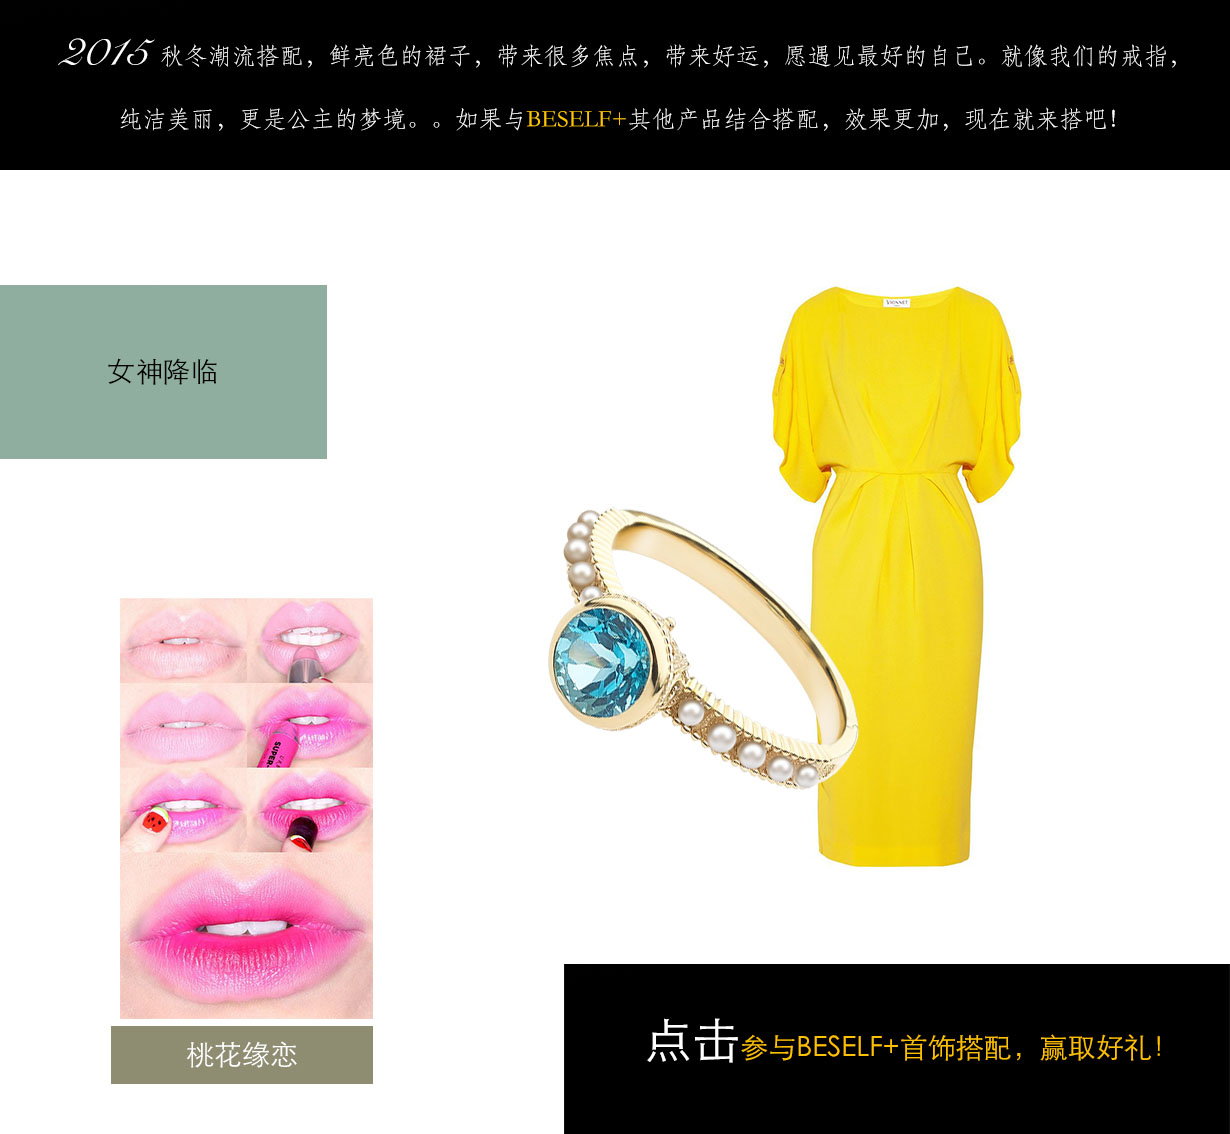 2015 秋冬潮流搭配，鲜亮色的裙子，带来很多焦点，带来好运，愿遇见最好的自己。就像我们的戒指，
纯洁美丽，更是公主的梦境。。如果与BESELF+其他产品结合搭配，效果更加，现在就来搭吧！
女神降临
VIONNET
SUPER-
桃花缘恋
点击参与BESELF+首饰搭配，赢取好礼！